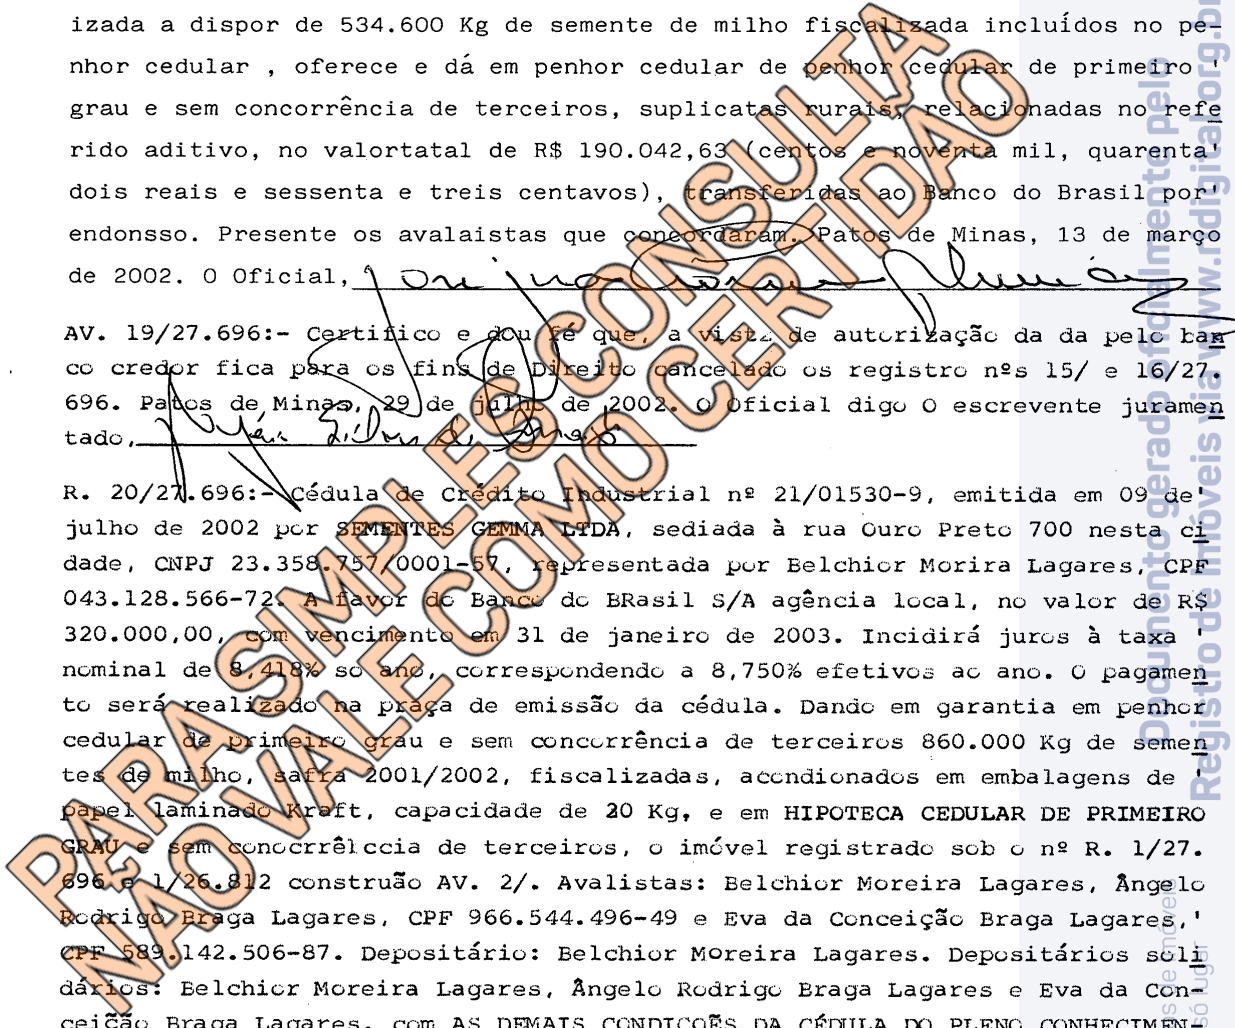 izada a dispor de 534.600 Kg de semente de milho fiscalizada incluídos no pe-
nhor cedular , oferece e dá em penhor cedular de penhor cedular de primeiro '
grau e sem concorrência de terceiros, suplicatas rurais, relacionadas no refe
rido aditivo, no valortatal de R$ 190.042,63 (centos e noventa mil, quarenta'
dois reais e sessenta e treis centavos), transferidas ao Banco do Brasil por'
endonsso. Presente os avalaistas que concordaram. Patos de Minas, 13 de março
de 2002. O Oficial,
AV. 19/27.696:- Certifico e dou fé que, a vista de autorização da da pelo ban
co credor fica para os fins de Direito cancelado os registro nºs 15/ e 16/27.
696. Patos de Minas, 29 de julho de 2002. O Oficial digo O escrevente juramen
tado,
R. 20/27.696:- Cédula de Crédito Industrial nº 21/01530-9, emitida em 09 de'
julho de 2002 por SEMENTES GEMMA LTDA, sediada à rua Ouro Preto 700 nesta ci
dade, CNPJ 23.358.757/0001-57, representada por Belchior Morira Lagares, CPF
043.128.566-72. A favor do Banco do BRasil S/A agência local, no valor de R$
320.000,00, com vencimento em 31 de janeiro de 2003. Incidirá juros à taxa '
nominal de 8,418% so ano, correspondendo a 8,750% efetivos ao ano. O pagamen
to será realizado na praça de emissão da cédula. Dando em garantia em penhor
cedular de primeiro grau e sem concorrência de terceiros 860.000 Kg de semen
tes de milho, safra 2001/2002, fiscalizadas, acondionados em embalagens de '
papel laminado Kraft, capacidade de 20 Kg, e em HIPOTECA CEDULAR DE PRIMEIRO
GRAU e sem conocrrêlccia de terceiros, o imóvel registrado sob o nº R. 1/27.
696 e 1/26.812 construão AV. 2/. Avalistas: Belchior Moreira Lagares, Ângelo
Rodrigo Braga Lagares, CPF 966.544.496-49 e Eva da Conceição Braga Lagares,'
CPF 589.142.506-87. Depositário: Belchior Moreira Lagares. Depositários soli
dários: Belchior Moreira Lagares, Ângelo Rodrigo Braga Lagares e Eva da Con-
ceição Braga Lagares, com AS DEMAIS CONDIÇOÊS DA CÉDULA DO PLENO CONHECIMEN-
PARA SIMPLES CONSULTA
NÃO VALE COMO CERTIDÃO
Documento gerado oficialmente pelo
Registro de Imóveis via www.ridigital.org.br